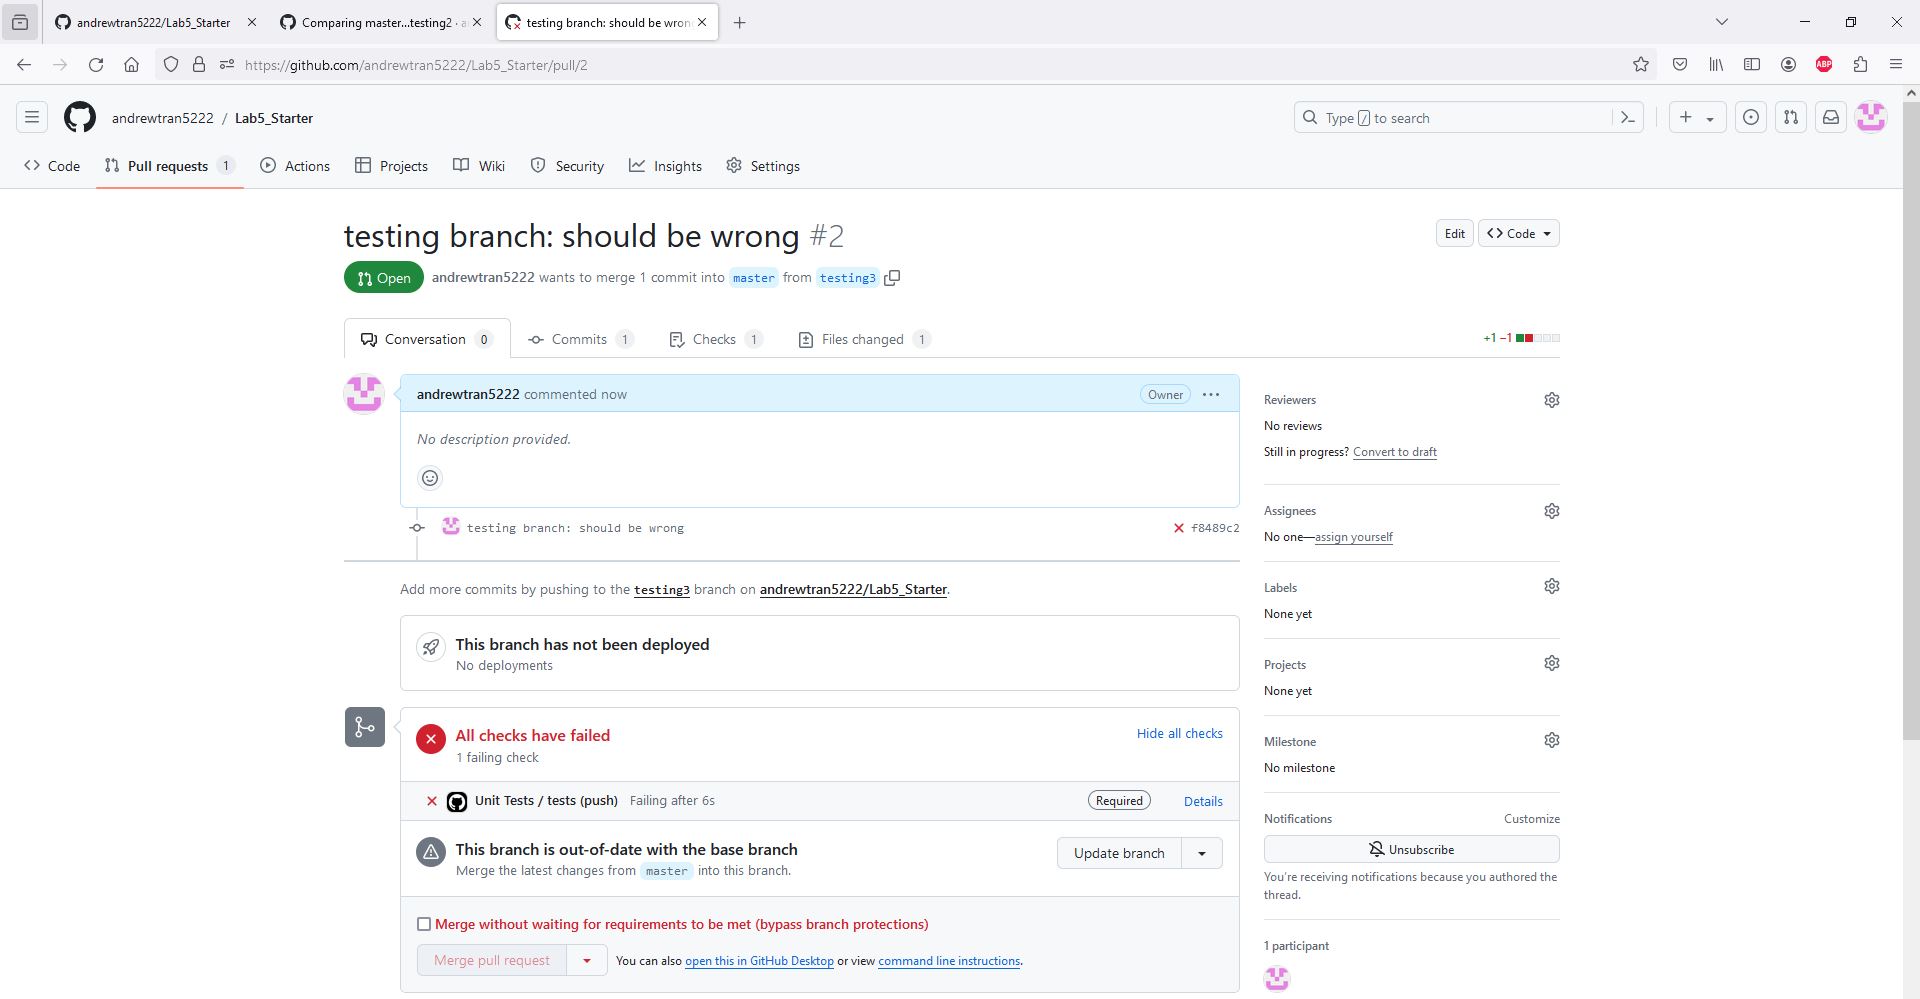 andrewtran5222/Lab5_Starter
Comparing master...testing2 · a
testing branch: should be wron
https://github.com/andrewtran5222/Lab5_Starter/pull/2
ABP
andrewtran5222 / Lab5_Starter
Type / to search
Code
Pull requests 1
Actions
Projects
Wiki
Security
Insights
Settings
testing branch: should be wrong #2
Edit
Code
Open
andrewtran5222 wants to merge 1 commit into master from testing3
Conversation 0
Commits 1
Checks 1
Files changed 1
+1 −1
andrewtran5222 commented now
Owner
No description provided.
testing branch: should be wrong
f8489c2
Add more commits by pushing to the testing3 branch on andrewtran5222/Lab5_Starter.
This branch has not been deployed
No deployments
All checks have failed
1 failing check
Hide all checks
Unit Tests / tests (push) Failing after 6s
Required
Details
This branch is out-of-date with the base branch
Merge the latest changes from master into this branch.
Update branch
Merge without waiting for requirements to be met (bypass branch protections)
Merge pull request
You can also open this in GitHub Desktop or view command line instructions.
Reviewers
No reviews
Still in progress? Convert to draft
Assignees
No one—assign yourself
Labels
None yet
Projects
None yet
Milestone
No milestone
Notifications
Customize
Unsubscribe
You're receiving notifications because you authored the
thread.
1 participant